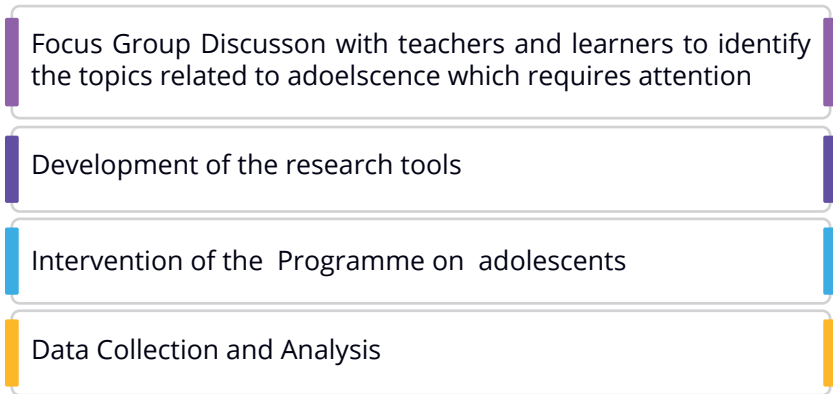 Focus Group Discusson with teachers and learners to identify
the topics related to adoelscence which requires attention
Development of the research tools
Intervention of the  Programme on  adolescents
Data Collection and Analysis